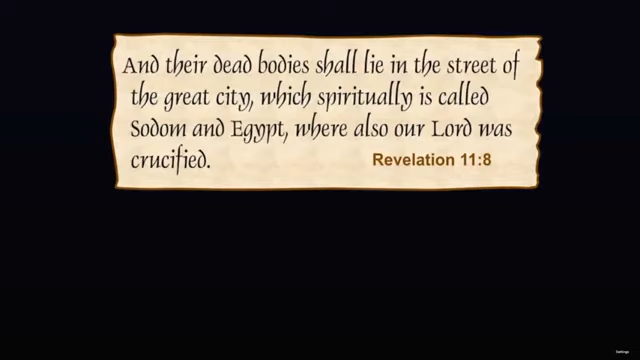 And their dead bodies shall lie in the street of
the great city, which spiritually is called
Sodom and Egypt, where also our Lord was
crucified. Revelation 11:8
Settings